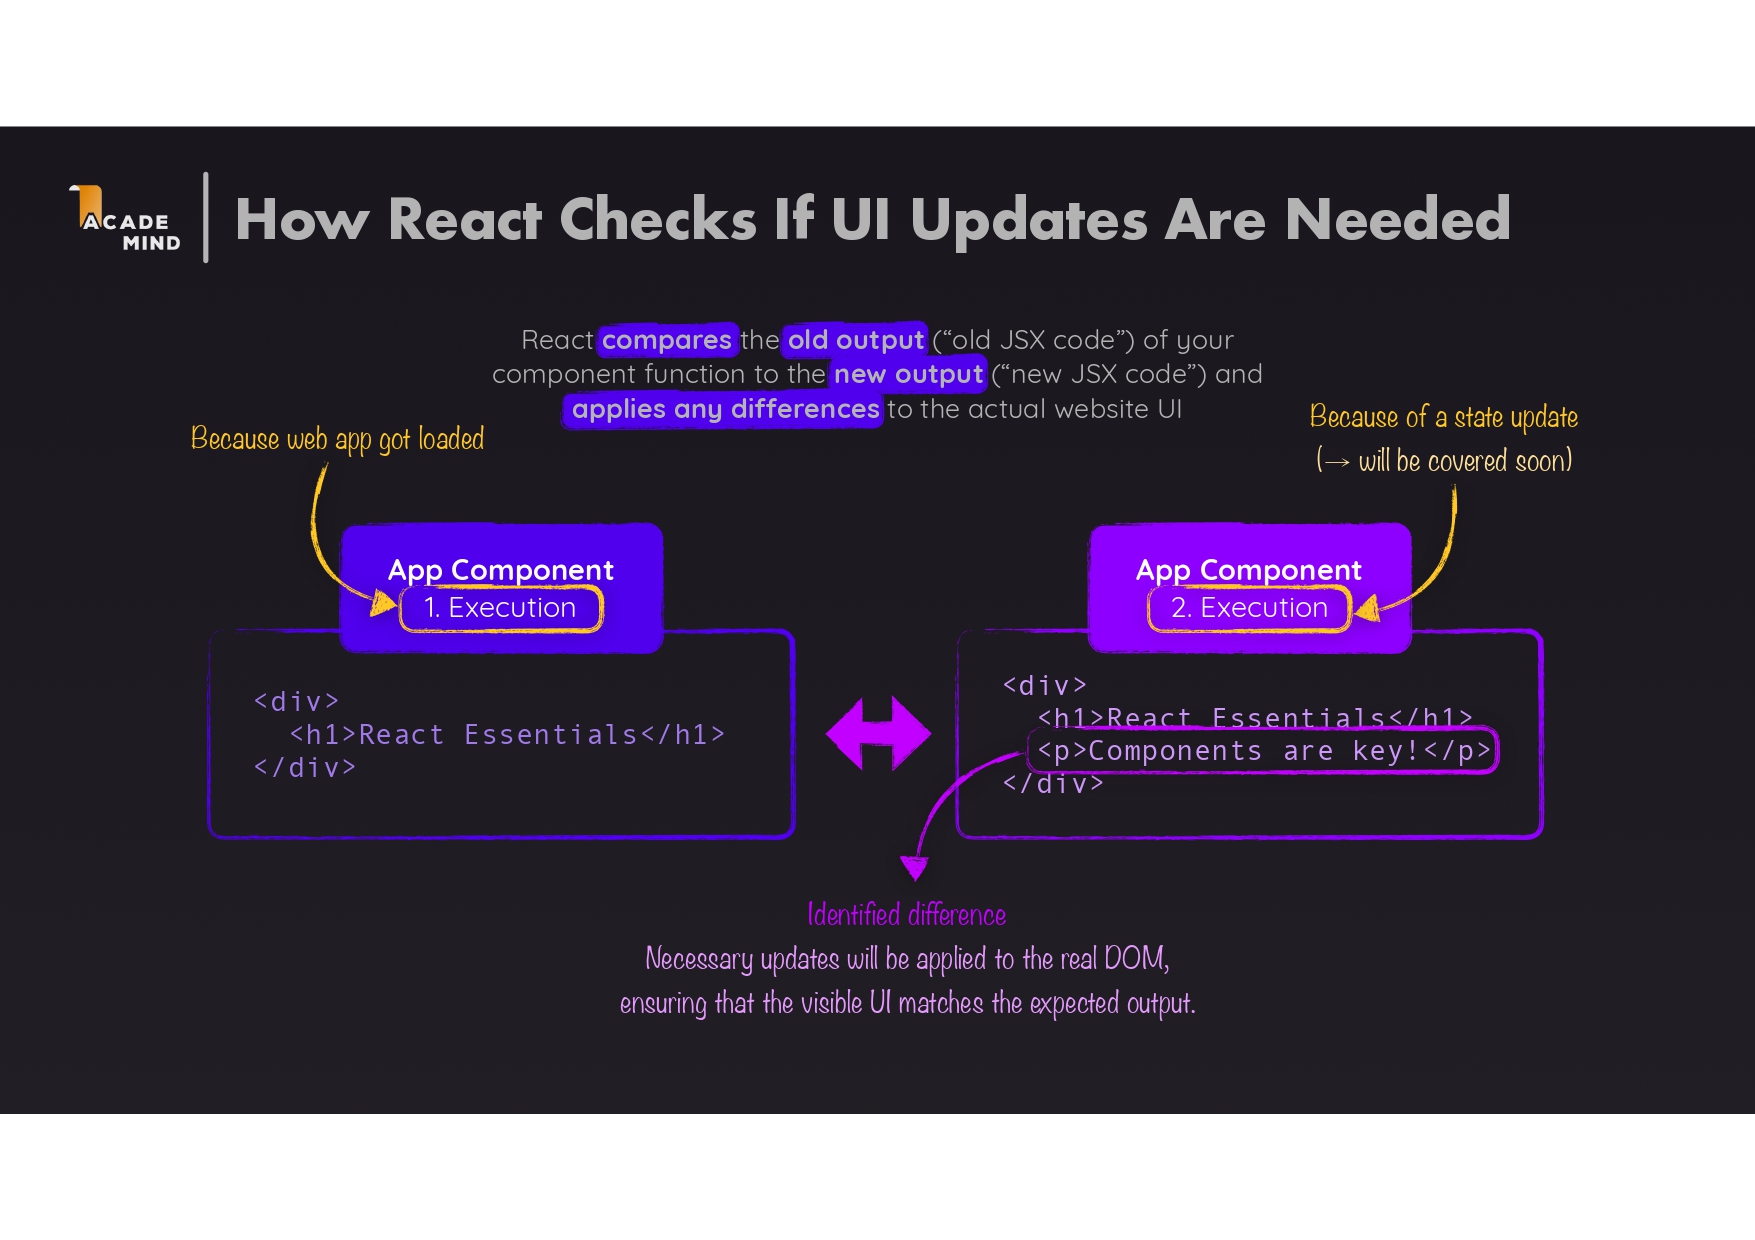 ACADE
MIND
How React Checks If UI Updates Are Needed
React compares the old output (“old JSX code”) of your
component function to the new output (“new JSX code”) and
applies any differences to the actual website UI
Because web app got loaded
Because of a state update
(→ will be covered soon)
App Component
1. Execution
<div>
  <h1>React Essentials</h1>
</div>
App Component
2. Execution
<div>
  <h1>React Essentials</h1>
  <p>Components are key!</p>
</div>
Identified difference
Necessary updates will be applied to the real DOM,
ensuring that the visible UI matches the expected output.